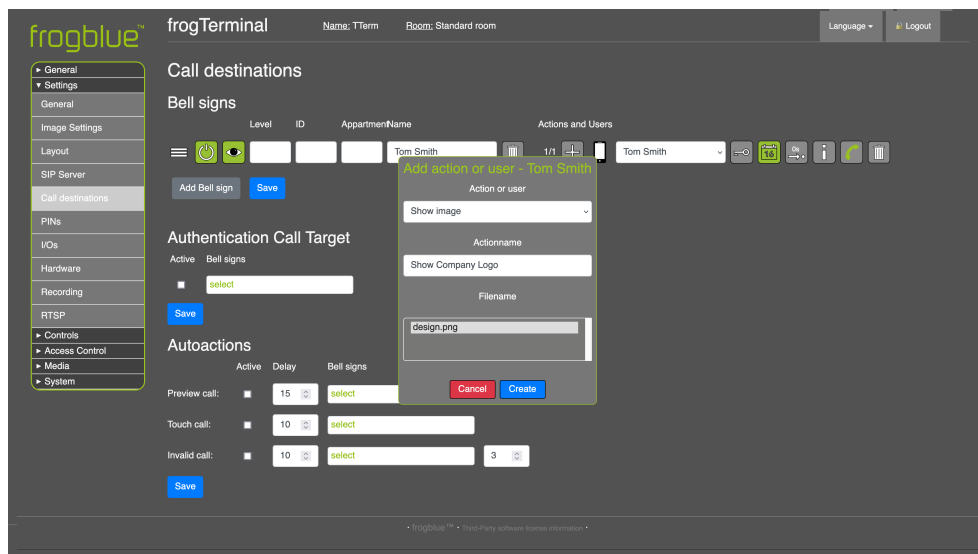 frogblue™
frogTerminal
Name: TTerm
Room: Standard room
Language
Logout
General
Settings
General
Image Settings
Layout
SIP Server
Call destinations
PINs
I/Os
Hardware
Recording
RTSP
Controls
Access Control
Media
System
Call destinations
Bell signs
Level ID Appartment Name Actions and Users
Tom Smith 1/1 Tom Smith 16 0s
Add Bell sign Save
Add action or user - Tom Smith
Action or user
Show image
Actionname
Show Company Logo
Filename
design.png
Cancel Create
Authentication Call Target
Active Bell signs
select
Save
Autoactions
Active Delay Bell signs
Preview call: 15 select
Touch call: 10 select
Invalid call: 10 select 3
Save
• frogblue™ • Third-Party software license information •